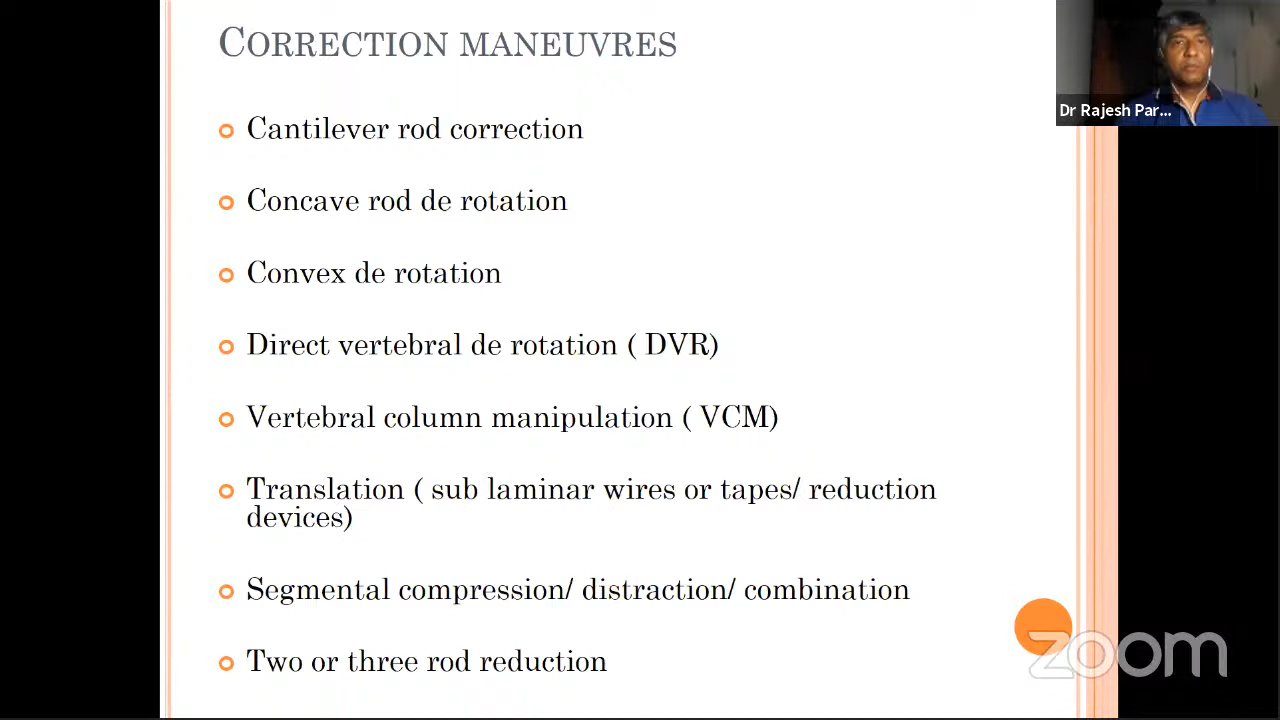 CORRECTION MANEUVRES
Dr Rajesh Par...
Cantilever rod correction
Concave rod de rotation
Convex de rotation
Direct vertebral de rotation ( DVR)
Vertebral column manipulation ( VCM)
Translation ( sub laminar wires or tapes/ reduction
devices)
Segmental compression/ distraction/ combination
Two or three rod reduction
zoom